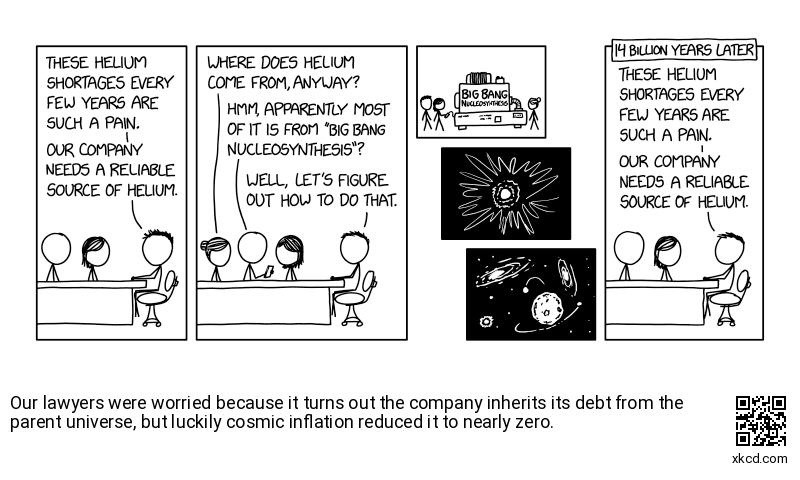 THESE HELIUM
SHORTAGES EVERY
FEW YEARS ARE
SUCH A PAIN.
OUR COMPANY
NEEDS A RELIABLE
SOURCE OF HELIUM.
WHERE DOES HELIUM
COME FROM, ANYWAY?
HMM, APPARENTLY MOST
OF IT IS FROM "BIG BANG
NUCLEOSYNTHESIS"?
WELL, LET'S FIGURE
OUT HOW TO DO THAT.
BIG BANG
NUCLEOSYNTHESIS
14 BILLION YEARS LATER
THESE HELIUM
SHORTAGES EVERY
FEW YEARS ARE
SUCH A PAIN.
OUR COMPANY
NEEDS A RELIABLE
SOURCE OF HELIUM.
Our lawyers were worried because it turns out the company inherits its debt from the
parent universe, but luckily cosmic inflation reduced it to nearly zero.
xkcd.com